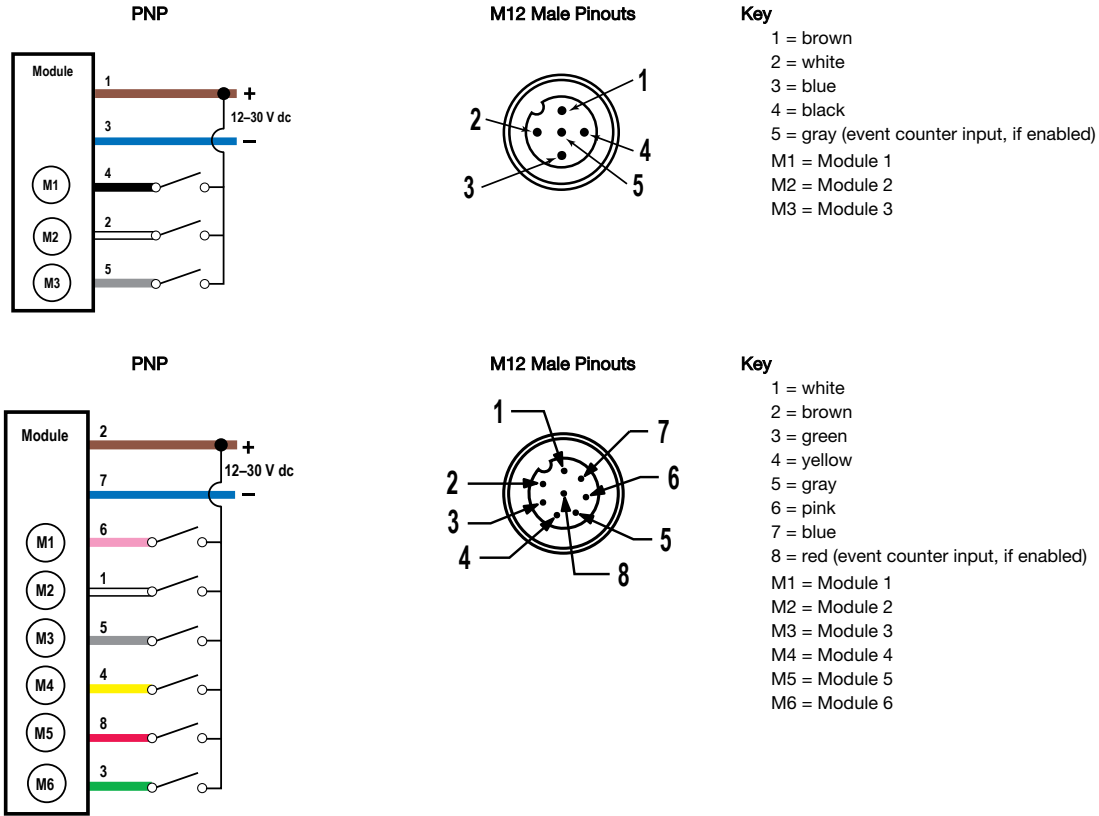 PNP
Module
1
+
12–30 V dc
3
–
M1
4
M2
2
M3
5
M12 Male Pinouts
1
2
4
3
5
Key
1 = brown
2 = white
3 = blue
4 = black
5 = gray (event counter input, if enabled)
M1 = Module 1
M2 = Module 2
M3 = Module 3
PNP
Module
2
+
12–30 V dc
7
–
M1
6
M2
1
M3
5
M4
4
M5
8
M6
3
M12 Male Pinouts
1
7
2
6
3
5
4
8
Key
1 = white
2 = brown
3 = green
4 = yellow
5 = gray
6 = pink
7 = blue
8 = red (event counter input, if enabled)
M1 = Module 1
M2 = Module 2
M3 = Module 3
M4 = Module 4
M5 = Module 5
M6 = Module 6